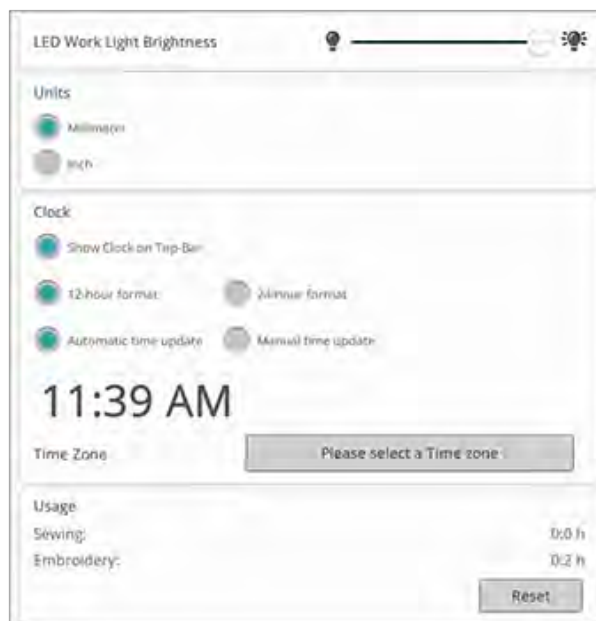 LED Work Light Brightness
Units
Millimeter
Inch
Clock
Show Clock on Top-Bar
12-hour format 24-hour format
Automatic time update Manual time update
11:39 AM
Time Zone Please select a Time zone
Usage
Sewing: 0:0 h
Embroidery: 0:2 h
Reset